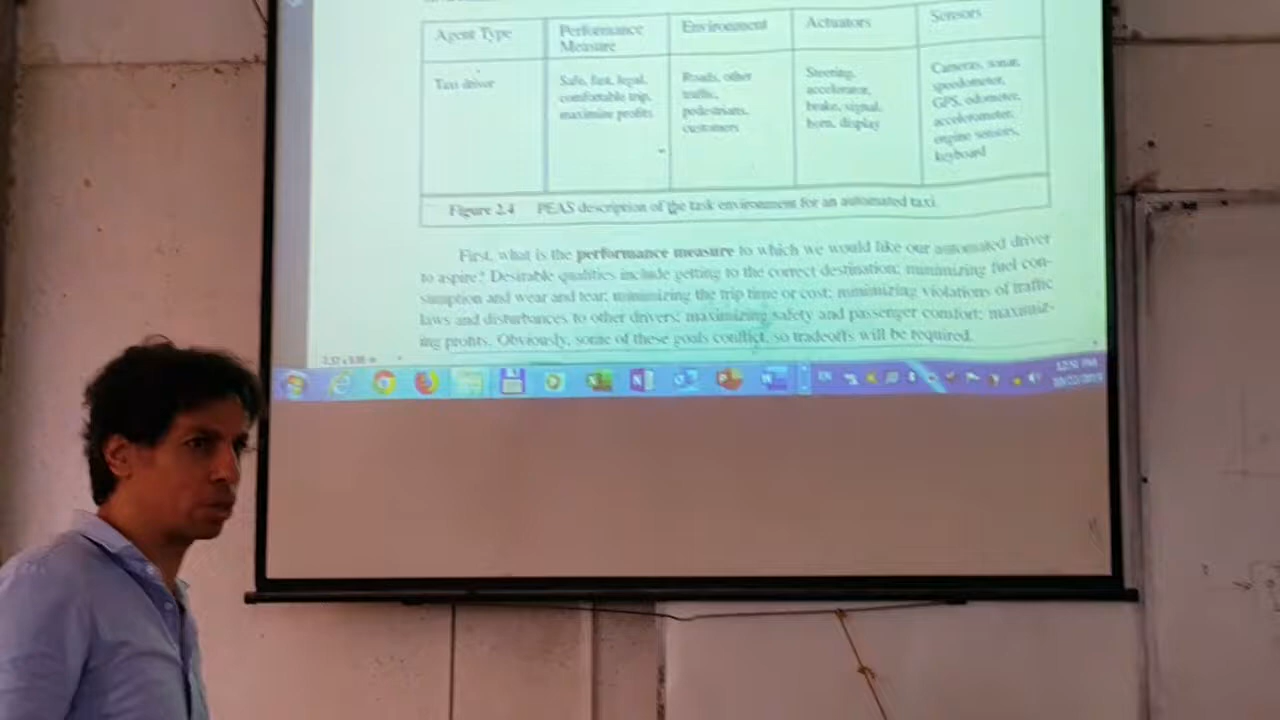 Agent Type
Performance Measure
Environment
Actuators
Sensors
Taxi driver
Safe, fast, legal,
comfortable trip,
maximize profits
Roads, other
traffic,
pedestrians,
customers
Steering,
accelerator,
brake, signal,
horn, display
Cameras, sonar,
speedometer,
GPS, odometer,
accelerometer,
engine sensors,
keyboard
Figure 2.4 PEAS description of the task environment for an automated taxi.
First, what is the performance measure to which we would like our automated driver
to aspire? Desirable qualities include getting to the correct destination; minimizing fuel con-
sumption and wear and tear; minimizing the trip time or cost; minimizing violations of traffic
laws and disturbances to other drivers; maximizing safety and passenger comfort; maximiz-
ing profits. Obviously, some of these goals conflict, so tradeoffs will be required.
EN